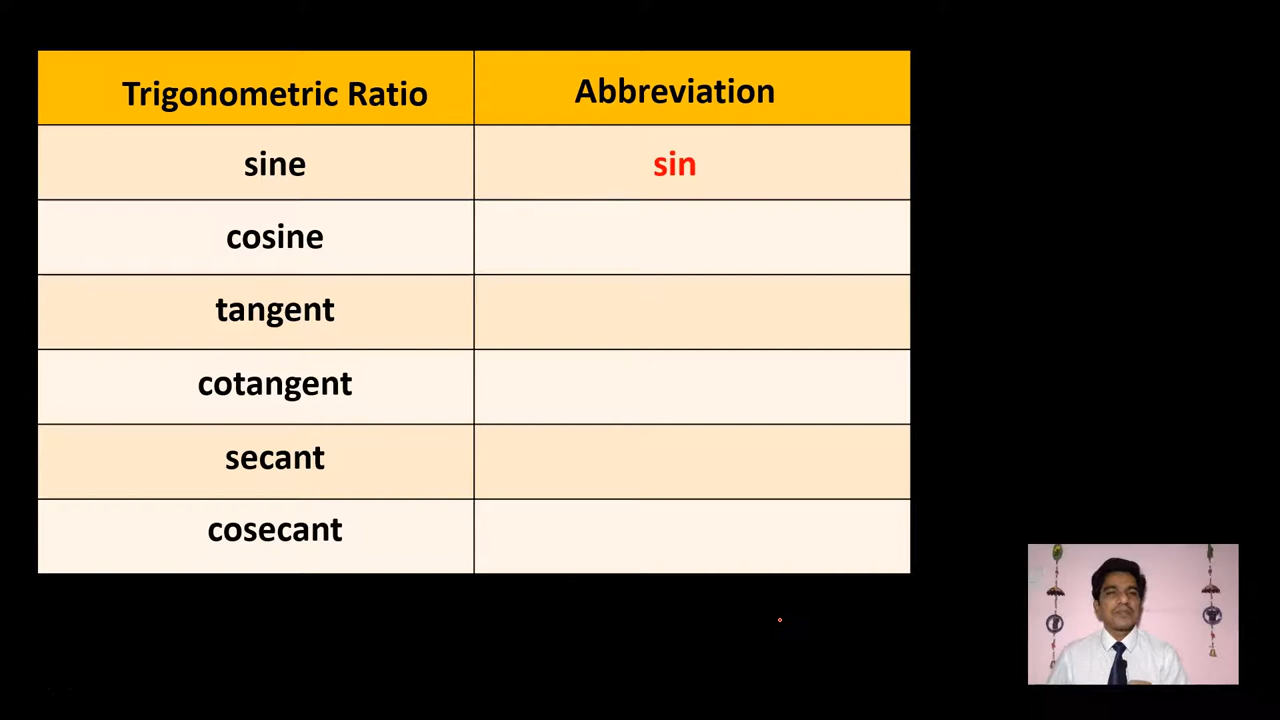 Trigonometric Ratio Abbreviation
sine sin
cosine
tangent
cotangent
secant
cosecant